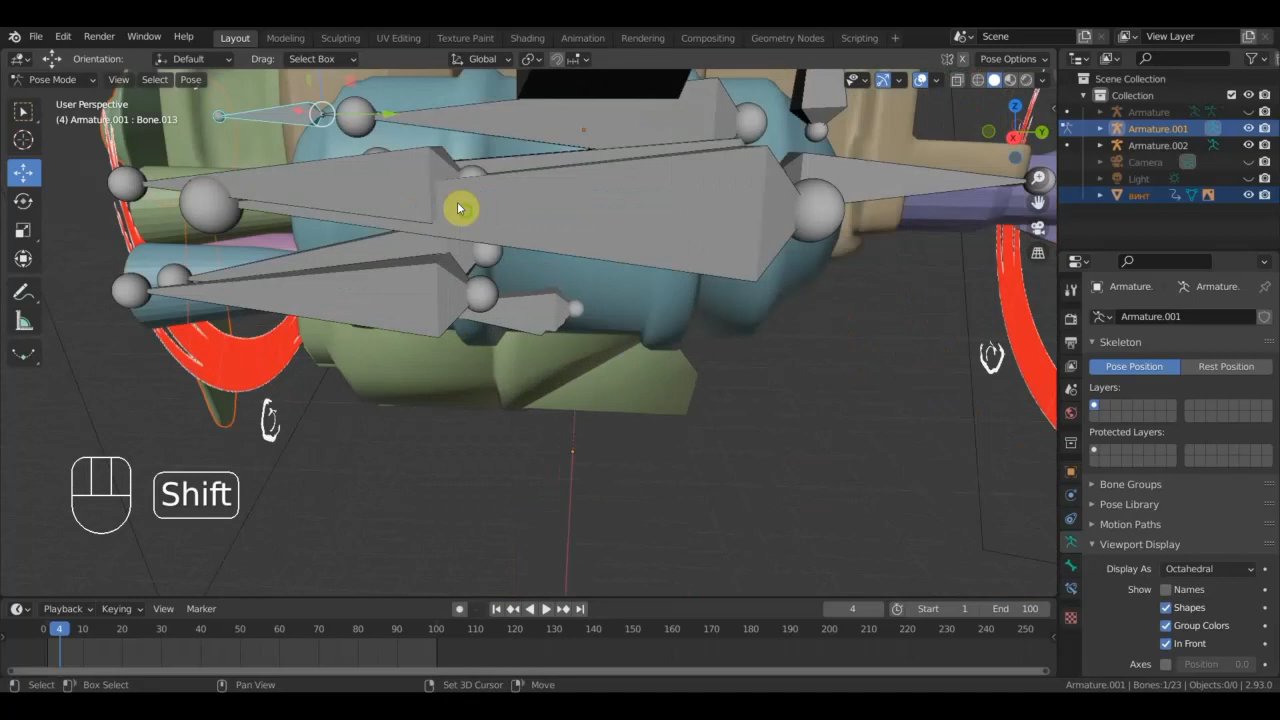 File Edit Render Window Help Layout Modeling Sculpting UV Editing Texture Paint Shading Animation Rendering Compositing Geometry Nodes Scripting + Scene View Layer
Orientation: Default Drag: Select Box Global Pose Options
Pose Mode View Select Pose
User Perspective
(4) Armature.001 : Bone.013
X Y Z
Scene Collection
Collection
Armature
Armature.001
Armature.002
Camera
Light
винт
Armature. Armature.
Armature.001
Skeleton
Pose Position Rest Position
Layers:
Protected Layers:
Bone Groups
Pose Library
Motion Paths
Viewport Display
Display As Octahedral
Show Names
Shapes
Group Colors
In Front
Axes Position 0.0
Shift
Playback Keying View Marker 4 Start 1 End 100
0 4 10 20 30 40 50 60 70 80 90 100 110 120 130 140 150 160 170 180 190 200 210 220 230 240 250
Select Box Select Pan View Set 3D Cursor Move Armature.001 | Bones:1/23 | Objects:0/0 | 2.93.0